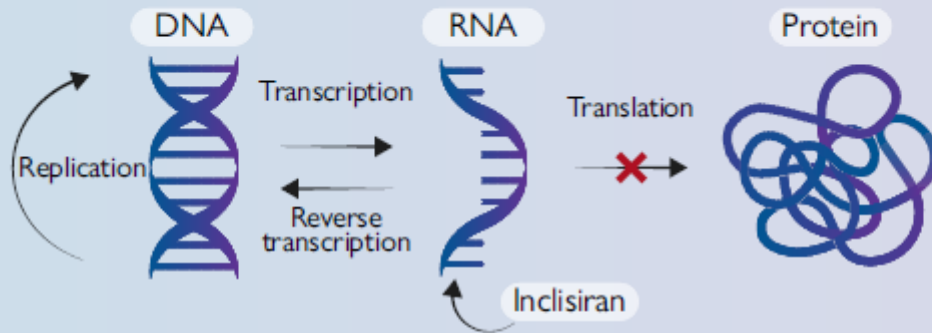 DNA
RNA
Protein
Transcription
Translation
Replication
Reverse
transcription
Inclisiran